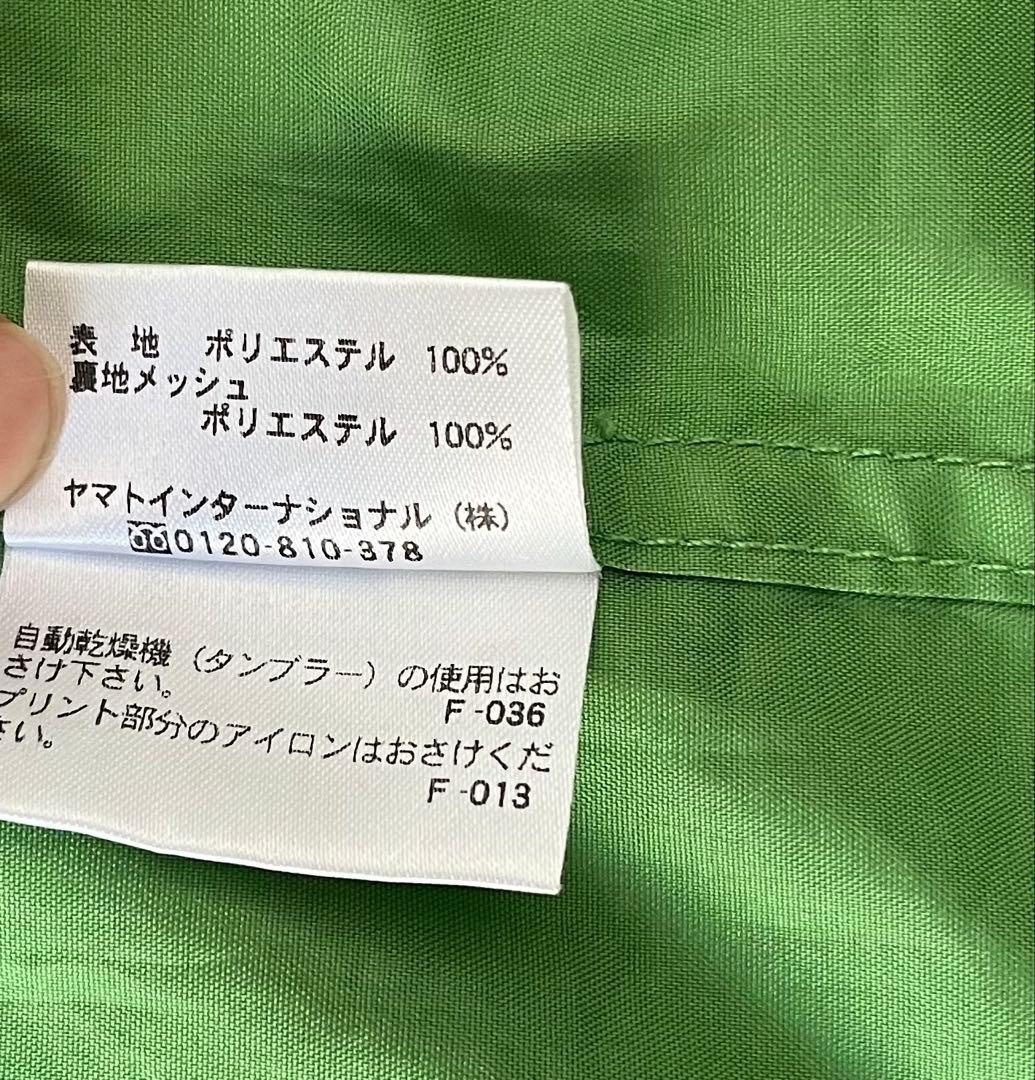 表 地 ポリエステル 100%
裏地メッシュ
ポリエステル 100%
ヤマトインターナショナル(株)
0120-810-378
自動乾燥機(タンブラー)の使用はお
さけ下さい。
F-036
プリント部分のアイロンはおさけくだ
さい。
F-013